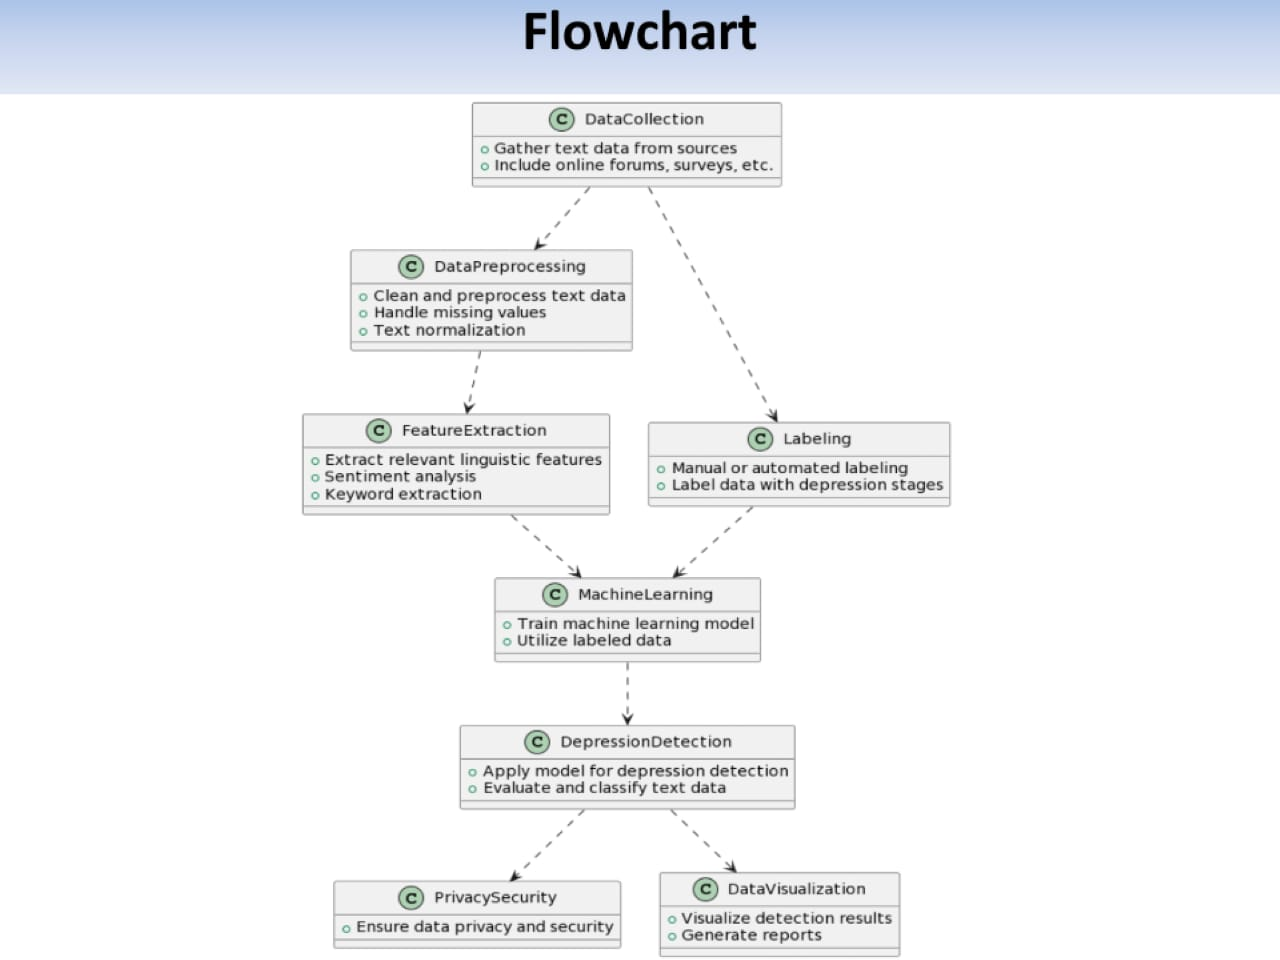 Flowchart
C DataCollection
Gather text data from sources
Include online forums, surveys, etc.
C DataPreprocessing
Clean and preprocess text data
Handle missing values
Text normalization
C FeatureExtraction
Extract relevant linguistic features
Sentiment analysis
Keyword extraction
C Labeling
Manual or automated labeling
Label data with depression stages
C MachineLearning
Train machine learning model
Utilize labeled data
C DepressionDetection
Apply model for depression detection
Evaluate and classify text data
C PrivacySecurity
Ensure data privacy and security
C DataVisualization
Visualize detection results
Generate reports